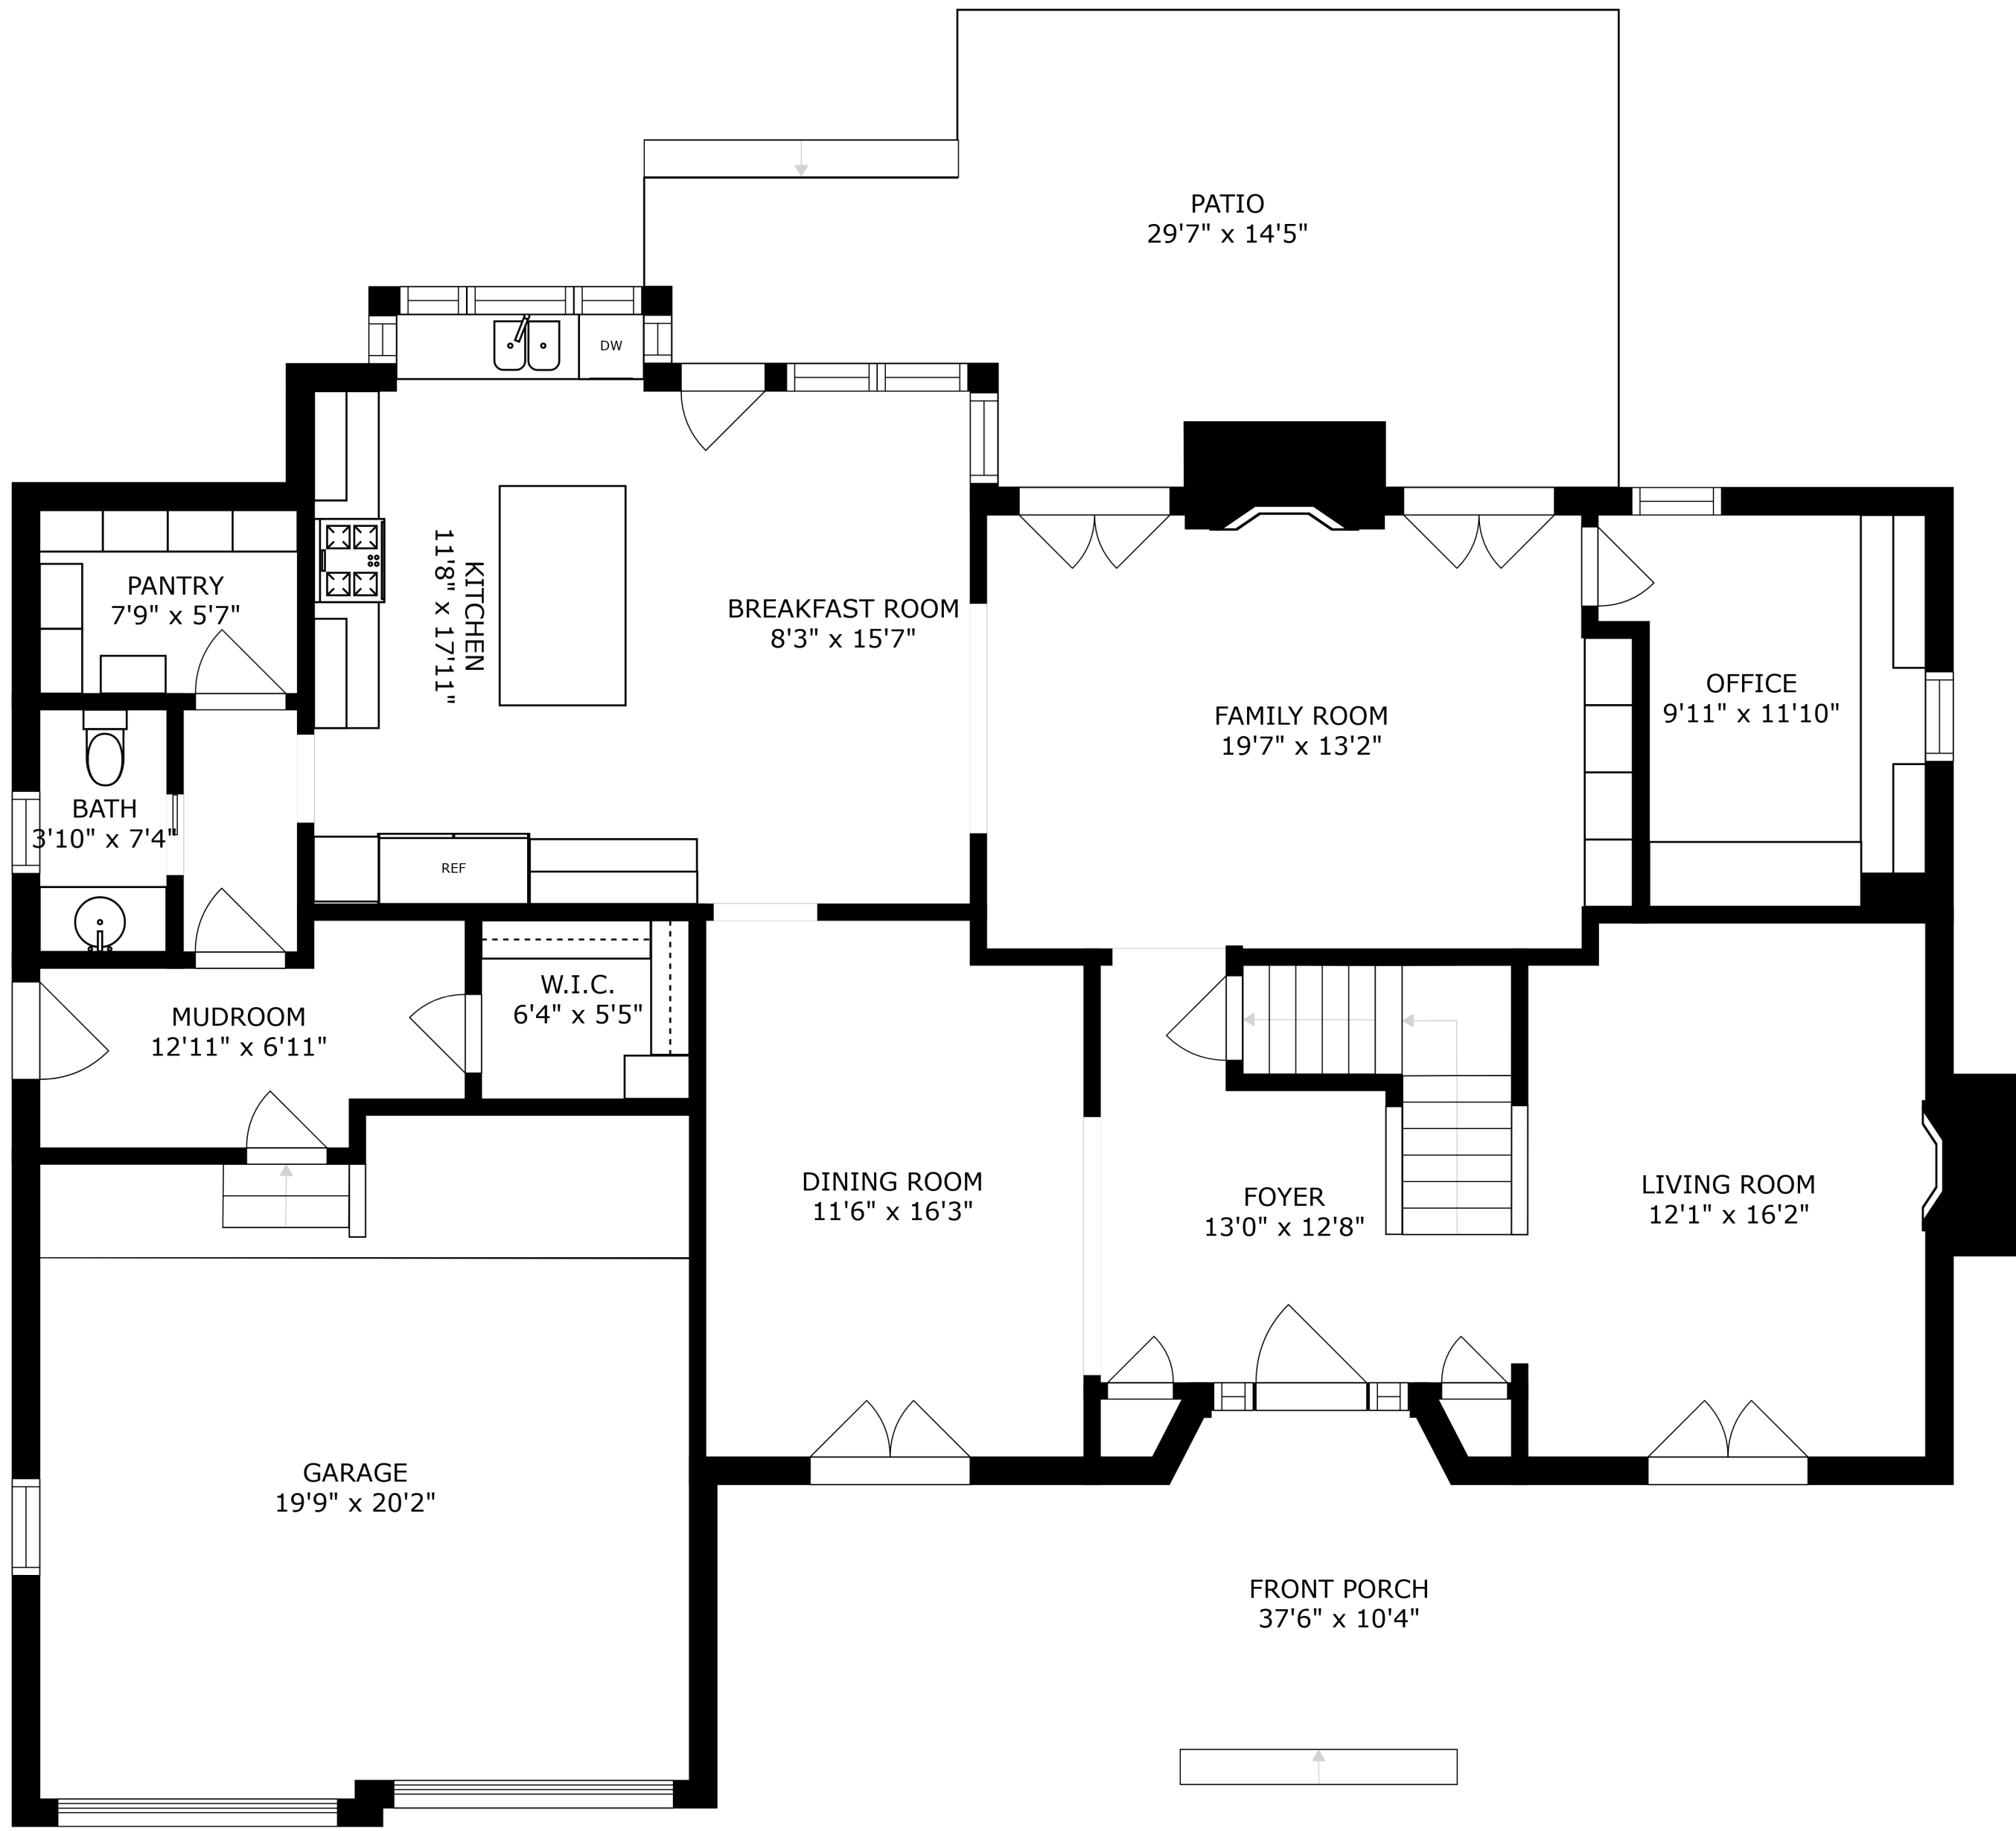 PATIO
29'7" x 14'5"
DW
KITCHEN
11'8" x 17'11"
PANTRY
7'9" x 5'7"
BREAKFAST ROOM
8'3" x 15'7"
FAMILY ROOM
19'7" x 13'2"
OFFICE
9'11" x 11'10"
BATH
3'10" x 7'4"
REF
W.I.C.
6'4" x 5'5"
MUDROOM
12'11" x 6'11"
DINING ROOM
11'6" x 16'3"
FOYER
13'0" x 12'8"
LIVING ROOM
12'1" x 16'2"
GARAGE
19'9" x 20'2"
FRONT PORCH
37'6" x 10'4"